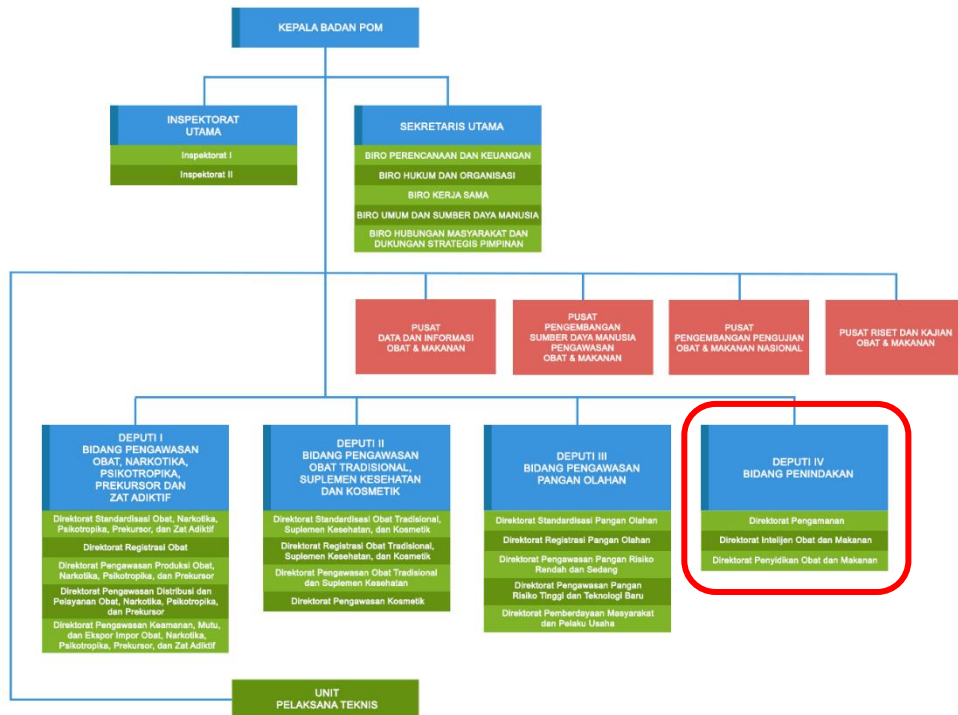 KEPALA BADAN POM
INSPEKTORAT
UTAMA
Inspektorat I
Inspektorat II
SEKRETARIS UTAMA
BIRO PERENCANAAN DAN KEUANGAN
BIRO HUKUM DAN ORGANISASI
BIRO KERJA SAMA
BIRO UMUM DAN SUMBER DAYA MANUSIA
BIRO HUBUNGAN MASYARAKAT DAN
DUKUNGAN STRATEGIS PIMPINAN
PUSAT
DATA DAN INFORMASI
OBAT & MAKANAN
PUSAT
PENGEMBANGAN
SUMBER DAYA MANUSIA
PENGAWASAN
OBAT & MAKANAN
PUSAT
PENGEMBANGAN PENGUJIAN
OBAT & MAKANAN NASIONAL
PUSAT RISET DAN KAJIAN
OBAT & MAKANAN
DEPUTI I
BIDANG PENGAWASAN
OBAT, NARKOTIKA,
PSIKOTROPIKA,
PREKURSOR DAN
ZAT ADIKTIF
Direktorat Standardisasi Obat, Narkotika,
Psikotropika, Prekursor, dan Zat Adiktif
Direktorat Registrasi Obat
Direktorat Pengawasan Produksi Obat,
Narkotika, Psikotropika, dan Prekursor
Direktorat Pengawasan Distribusi dan
Pelayanan Obat, Narkotika, Psikotropika,
dan Prekursor
Direktorat Pengawasan Keamanan, Mutu,
dan Ekspor Impor Obat, Narkotika,
Psikotropika, Prekursor, dan Zat Adiktif
DEPUTI II
BIDANG PENGAWASAN
OBAT TRADISIONAL,
SUPLEMEN KESEHATAN
DAN KOSMETIK
Direktorat Standardisasi Obat Tradisional,
Suplemen Kesehatan, dan Kosmetik
Direktorat Registrasi Obat Tradisional,
Suplemen Kesehatan, dan Kosmetik
Direktorat Pengawasan Obat Tradisional
dan Suplemen Kesehatan
Direktorat Pengawasan Kosmetik
DEPUTI III
BIDANG PENGAWASAN
PANGAN OLAHAN
Direktorat Standardisasi Pangan Olahan
Direktorat Registrasi Pangan Olahan
Direktorat Pengawasan Pangan Risiko
Rendah dan Sedang
Direktorat Pengawasan Pangan
Risiko Tinggi dan Teknologi Baru
Direktorat Pemberdayaan Masyarakat
dan Pelaku Usaha
DEPUTI IV
BIDANG PENINDAKAN
Direktorat Pengamanan
Direktorat Intelijen Obat dan Makanan
Direktorat Penyidikan Obat dan Makanan
UNIT
PELAKSANA TEKNIS